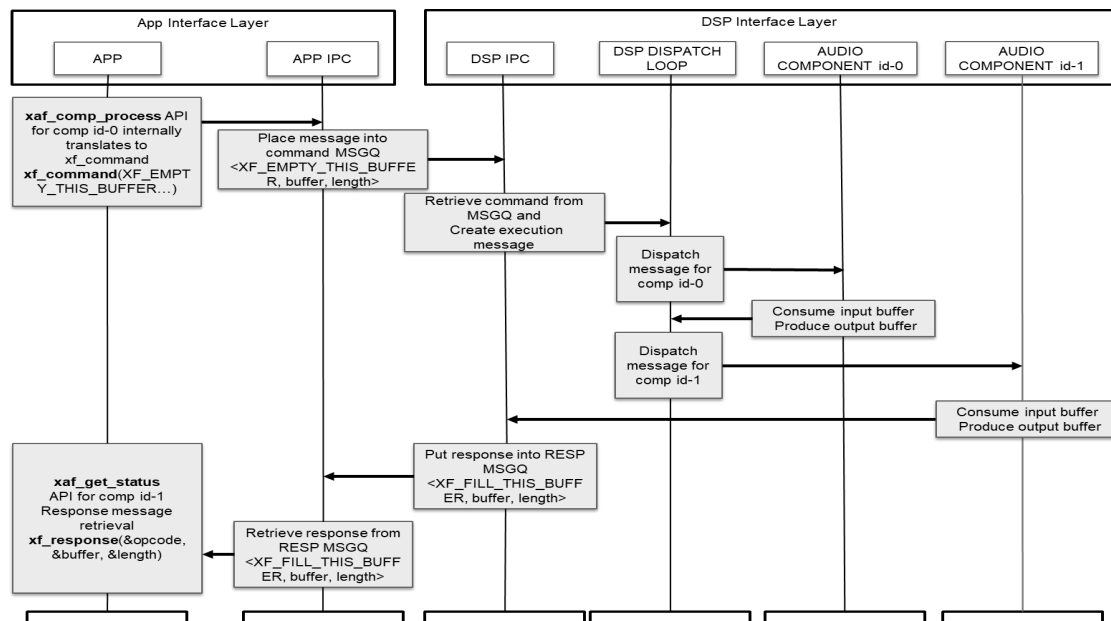 App Interface Layer
DSP Interface Layer
APP
APP IPC
DSP IPC
DSP DISPATCH
LOOP
AUDIO
COMPONENT id-0
AUDIO
COMPONENT id-1
xaf_comp_process API
for comp id-0 internally
translates to
xf_command
xf_command(XF_EMPT
Y_THIS_BUFFER…)
Place message into
command MSGQ
<XF_EMPTY_THIS_BUFFE
R, buffer, length>
Retrieve command from
MSGQ and
Create execution
message
Dispatch
message for
comp id-0
Consume input buffer
Produce output buffer
Dispatch
message for
comp id-1
Consume input buffer
Produce output buffer
Put response into RESP
MSGQ
<XF_FILL_THIS_BUFF
ER, buffer, length>
xaf_get_status
API for comp id-1
Response message
retrieval
xf_response(&opcode,
&buffer, &length)
Retrieve response from
RESP MSGQ
<XF_FILL_THIS_BUFF
ER, buffer, length>